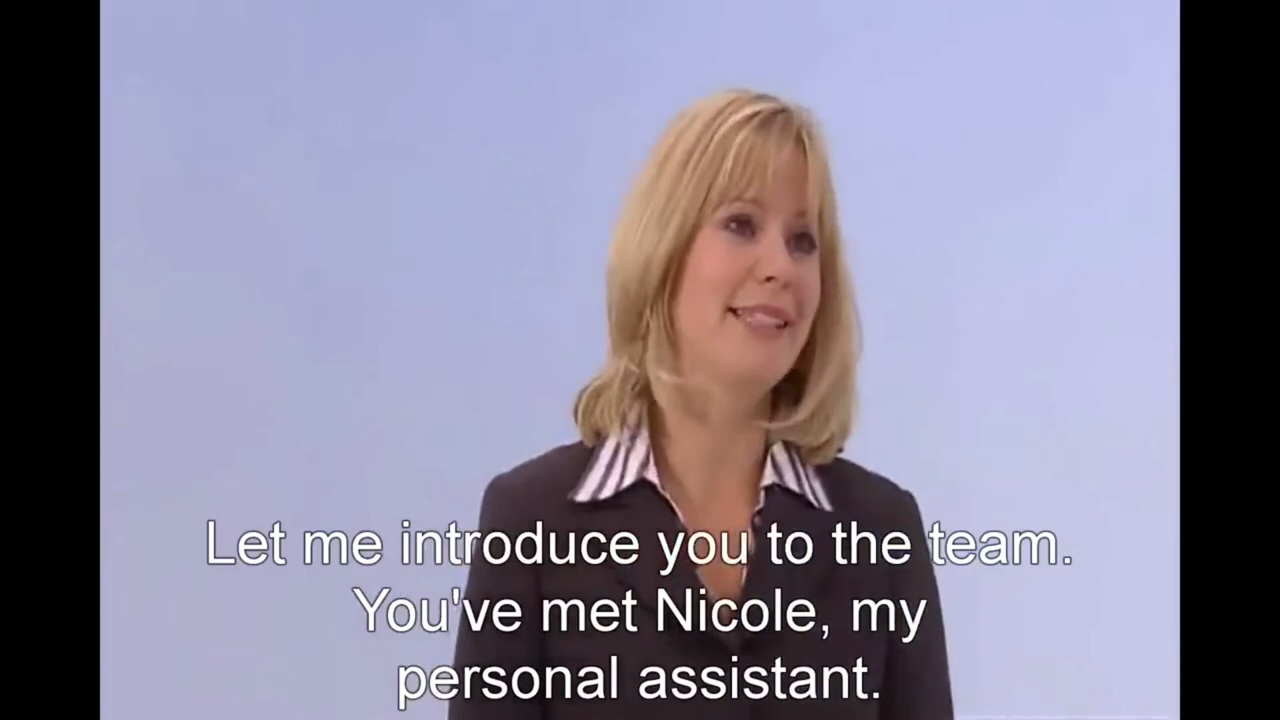 Let me introduce you to the team.
You've met Nicole, my
personal assistant.